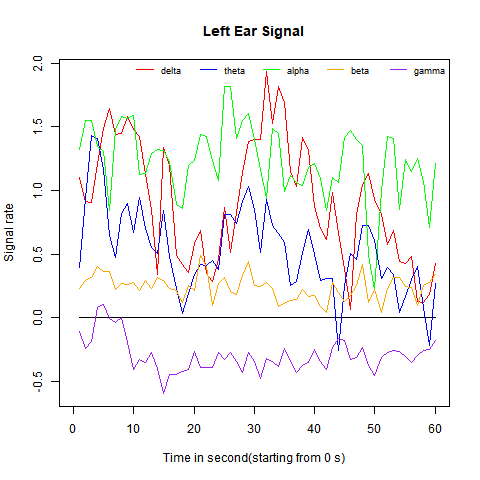 Left Ear Signal
delta theta alpha beta gamma
Signal rate
2.0
1.5
1.0
0.5
0.0
-0.5
0 10 20 30 40 50 60
Time in second(starting from 0 s)